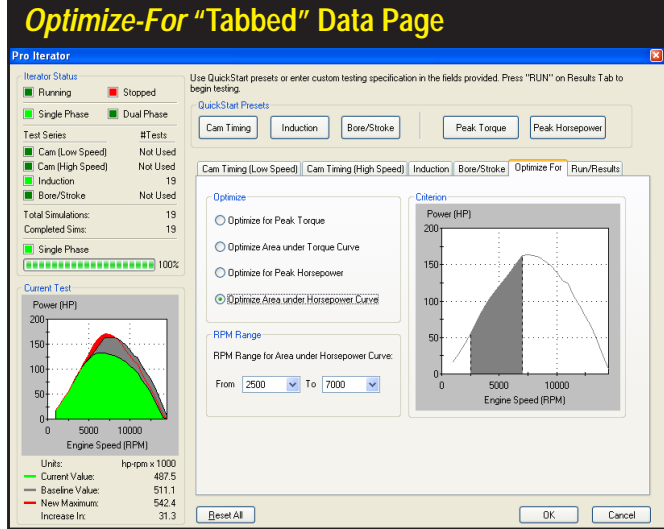 Optimize-For “Tabbed” Data Page
Pro Iterator
Iterator Status
Running Stopped
Single Phase Dual Phase
Test Series #Tests
Cam (Low Speed) Not Used
Cam (High Speed) Not Used
Induction 19
Bore/Stroke Not Used
Total Simulations: 19
Completed Sims: 19
Single Phase
100%
Current Test
Power (HP)
200
150
100
50
0
0 5000 10000
Engine Speed (RPM)
Units: hp-rpm x 1000
Current Value: 487.5
Baseline Value: 511.1
New Maximum: 542.4
Increase In: 31.3
Use QuickStart presets or enter custom testing specification in the fields provided. Press "RUN" on Results Tab to
begin testing.
QuickStart Presets
Cam Timing Induction Bore/Stroke Peak Torque Peak Horsepower
Cam Timing (Low Speed) Cam Timing (High Speed) Induction Bore/Stroke Optimize For Run/Results
Optimize
Optimize for Peak Torque
Optimize Area under Torque Curve
Optimize for Peak Horsepower
Optimize Area under Horsepower Curve
RPM Range
RPM Range for Area under Horsepower Curve:
From 2500 To 7000
Criterion
Power (HP)
200
150
100
50
0
0 5000 10000
Engine Speed (RPM)
Reset All OK Cancel